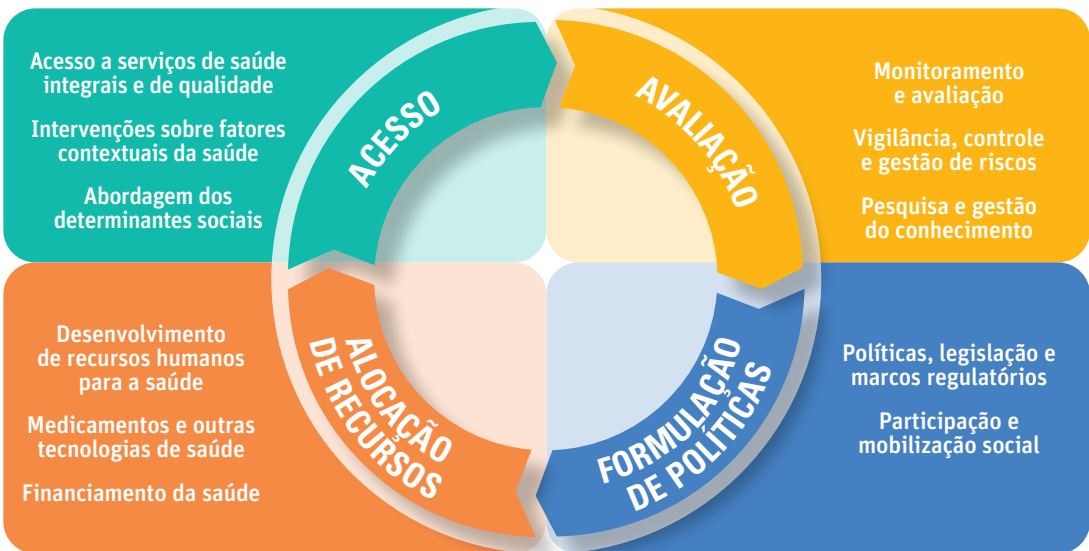 Acesso a serviços de saúde
integrais e de qualidade
Intervenções sobre fatores
contextuais da saúde
Abordagem dos
determinantes sociais
ACESSO
AVALIAÇÃO
Monitoramento
e avaliação
Vigilância, controle
e gestão de riscos
Pesquisa e gestão
do conhecimento
Desenvolvimento
de recursos humanos
para a saúde
Medicamentos e outras
tecnologias de saúde
Financiamento da saúde
ALOCAÇÃO
DE RECURSOS
FORMULAÇÃO
DE POLÍTICAS
Políticas, legislação e
marcos regulatórios
Participação e
mobilização social